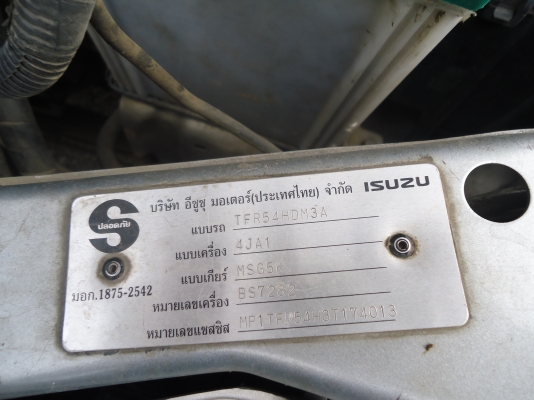 บริษัท อีซูซุ มอเตอร์(ประเทศไทย) จำกัด ISUZU
S
ปลอดภัย
แบบรถ TFR54HDM3A
แบบเครื่อง 4JA1
แบบเกียร์
มอก.1875-2542
หมายเลขเครื่อง
หมายเลขแชสซิส